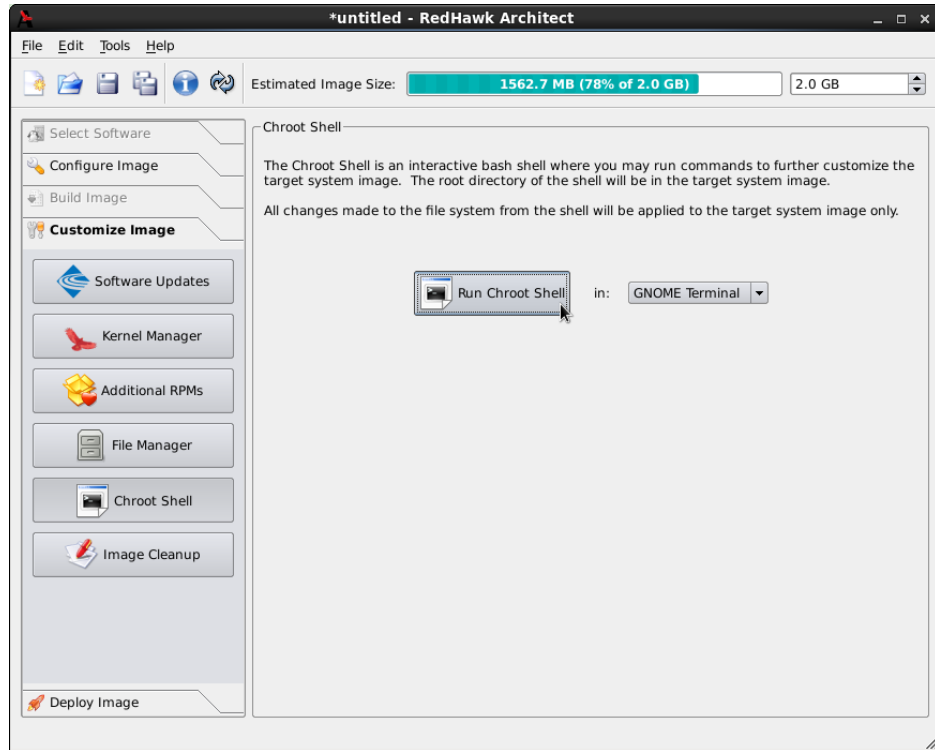 *untitled - RedHawk Architect
File Edit Tools Help
Estimated Image Size: 1562.7 MB (78% of 2.0 GB) 2.0 GB
Select Software
Configure Image
Build Image
Customize Image
Software Updates
Kernel Manager
Additional RPMs
File Manager
Chroot Shell
Image Cleanup
Deploy Image
Chroot Shell
The Chroot Shell is an interactive bash shell where you may run commands to further customize the
target system image. The root directory of the shell will be in the target system image.
All changes made to the file system from the shell will be applied to the target system image only.
Run Chroot Shell in: GNOME Terminal